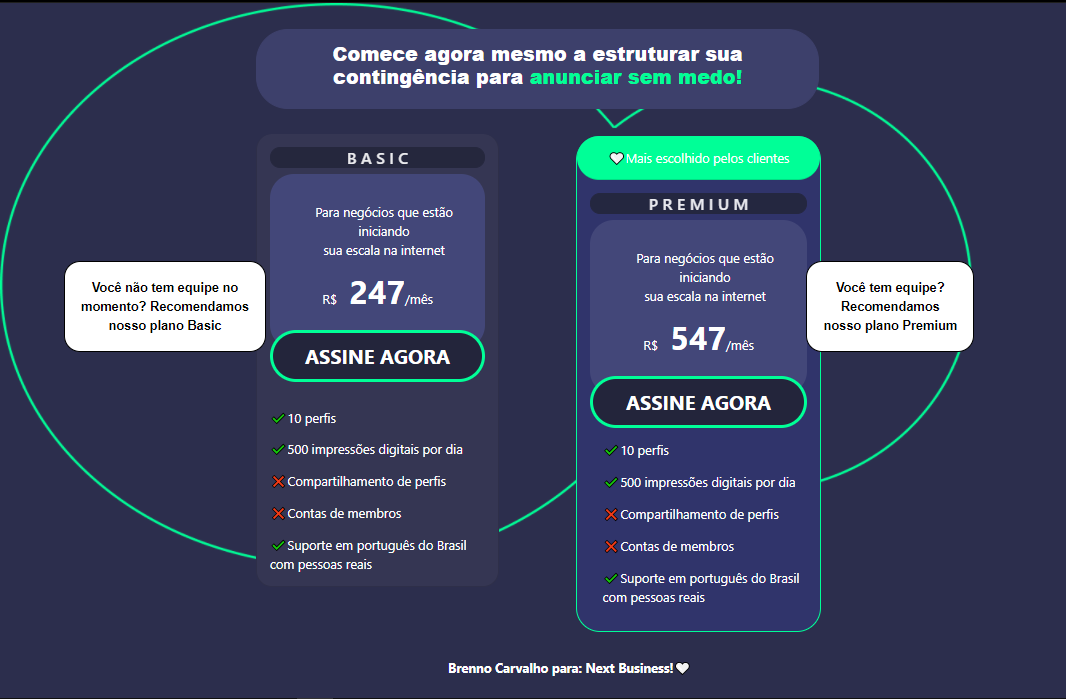 Comece agora mesmo a estruturar sua
contingência para anunciar sem medo!
BASIC
Para negócios que estão
iniciando
sua escala na internet
R$ 247/mês
ASSINE AGORA
10 perfis
500 impressões digitais por dia
Compartilhamento de perfis
Contas de membros
Suporte em português do Brasil
com pessoas reais
Você não tem equipe no
momento? Recomendamos
nosso plano Basic
Mais escolhido pelos clientes
PREMIUM
Para negócios que estão
iniciando
sua escala na internet
R$ 547/mês
ASSINE AGORA
10 perfis
500 impressões digitais por dia
Compartilhamento de perfis
Contas de membros
Suporte em português do Brasil
com pessoas reais
Você tem equipe?
Recomendamos
nosso plano Premium
Brenno Carvalho para: Next Business!